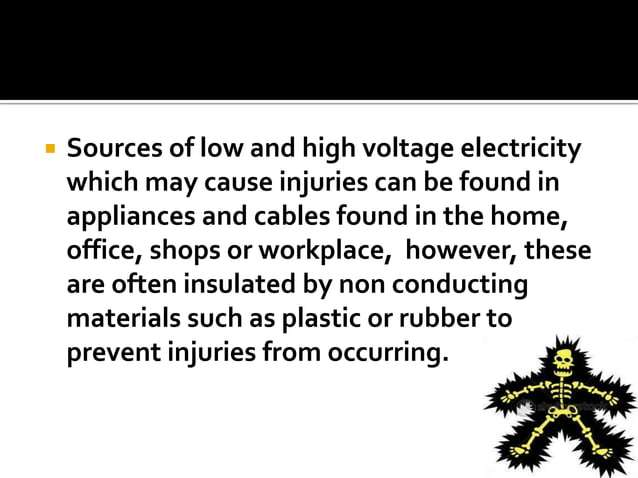 Sources of low and high voltage electricity
which may cause injuries can be found in
appliances and cables found in the home,
office, shops or workplace,  however, these
are often insulated by non conducting
materials such as plastic or rubber to
prevent injuries from occurring.